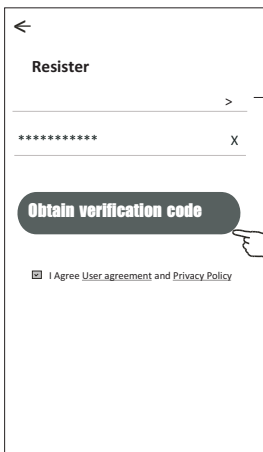 Resister
>
*********** X
Obtain verification code
I Agree User agreement and Privacy Policy